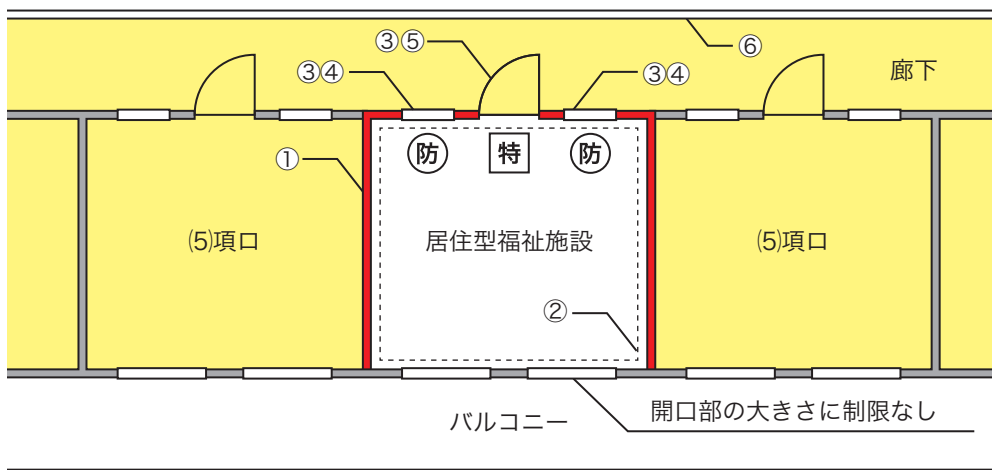 ③⑤
⑥
③④
③④
廊下
防
特
防
①
⑸項ロ
居住型福祉施設
⑸項ロ
②
開口部の大きさに制限なし
バルコニー